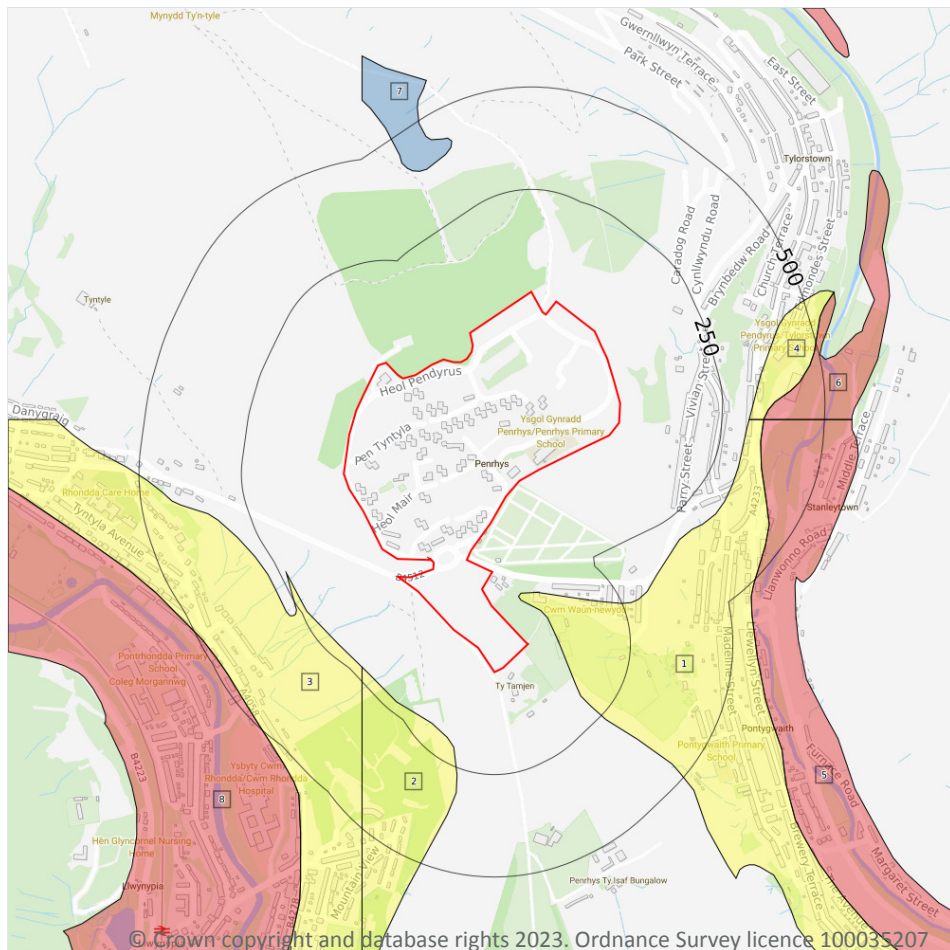 Mynydd Ty'n-tyle
Gwernllwyn Terrace
Park Street
East Street
7
Tylorstown
Caradog Road
Cynllwyndu Road
Brynbedw Road
Church Terrace
Edmondes Street
500
Tyntyle
250
Ysgol Gynradd
Pendyrus/Tylorstown
Primary School
4
6
Heol Pendyrus
Danygraig
Pen Tyntyla
Ysgol Gynradd
Penrhys/Penrhys Primary
School
Vivian Street
Parry Street
Middle Terrace
Penrhys
Heol Mair
Rhondda Care Home
Tyntyla Avenue
A4233
Stanleytown
Llanwonno Road
B4512
Cwm Waun-newydd
Pontrhondda Primary
School
Coleg Morgannwg
3
A4058
Ty Tamjen
1
Madeline Street
Llewellyn Street
Pontygwaith
Pontygwaith Primary
School
B4223
Ysbyty Cwm
Rhondda/Cwm Rhondda
Hospital
2
8
5
Furnace Road
Hên Glyncornel Nursing
Home
Mountain View
Brewery Terrace
Margaret Street
Llwynypia
B4278
Penrhys Ty Isaf Bungalow
© Crown copyright and database rights 2023. Ordnance Survey licence 100035207